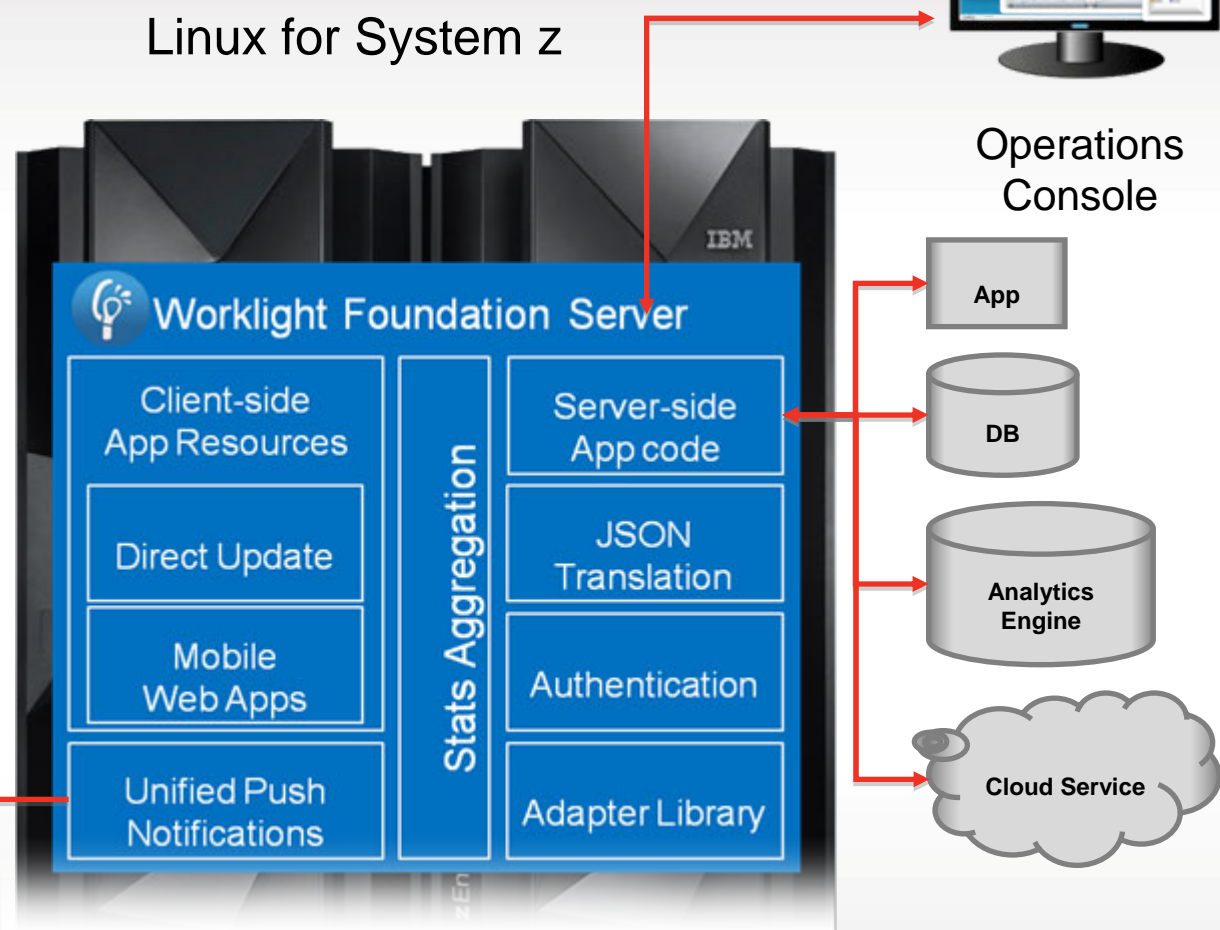 Linux for System z
Operations
Console
IBM
Worklight Foundation Server
Client-side
App Resources
Direct Update
Mobile
Web Apps
Unified Push
Notifications
Stats Aggregation
Server-side
App code
JSON
Translation
Authentication
Adapter Library
App
DB
Analytics
Engine
Cloud Service
zEn